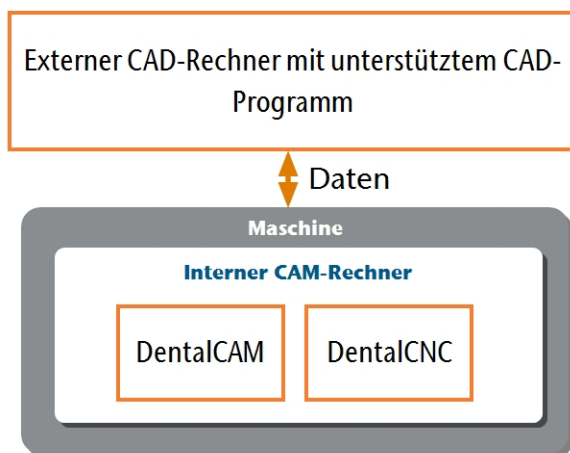 Externer CAD-Rechner mit unterstütztem CAD-
Programm
Daten
Maschine
Interner CAM-Rechner
DentalCAM
DentalCNC